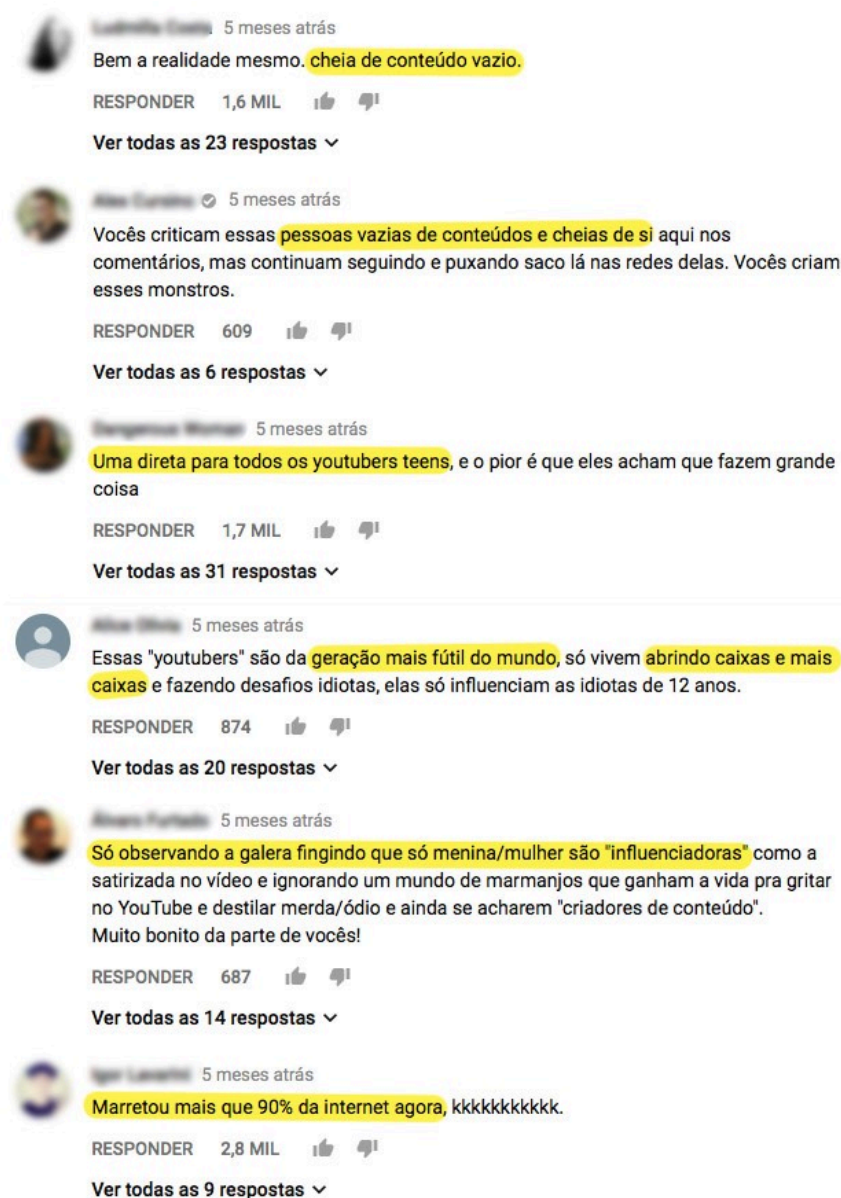 5 meses atrás
Bem a realidade mesmo. cheia de conteúdo vazio.
RESPONDER 1,6 MIL
Ver todas as 23 respostas
5 meses atrás
Vocês criticam essas pessoas vazias de conteúdos e cheias de si aqui nos
comentários, mas continuam seguindo e puxando saco lá nas redes delas. Vocês criam
esses monstros.
RESPONDER 609
Ver todas as 6 respostas
5 meses atrás
Uma direta para todos os youtubers teens, e o pior é que eles acham que fazem grande
coisa
RESPONDER 1,7 MIL
Ver todas as 31 respostas
5 meses atrás
Essas "youtubers" são da geração mais fútil do mundo, só vivem abrindo caixas e mais
caixas e fazendo desafios idiotas, elas só influenciam as idiotas de 12 anos.
RESPONDER 874
Ver todas as 20 respostas
5 meses atrás
Só observando a galera fingindo que só menina/mulher são "influenciadoras" como a
satirizada no vídeo e ignorando um mundo de marmanjos que ganham a vida pra gritar
no YouTube e destilar merda/ódio e ainda se acharem "criadores de conteúdo".
Muito bonito da parte de vocês!
RESPONDER 687
Ver todas as 14 respostas
5 meses atrás
Marretou mais que 90% da internet agora, kkkkkkkkkkk.
RESPONDER 2,8 MIL
Ver todas as 9 respostas